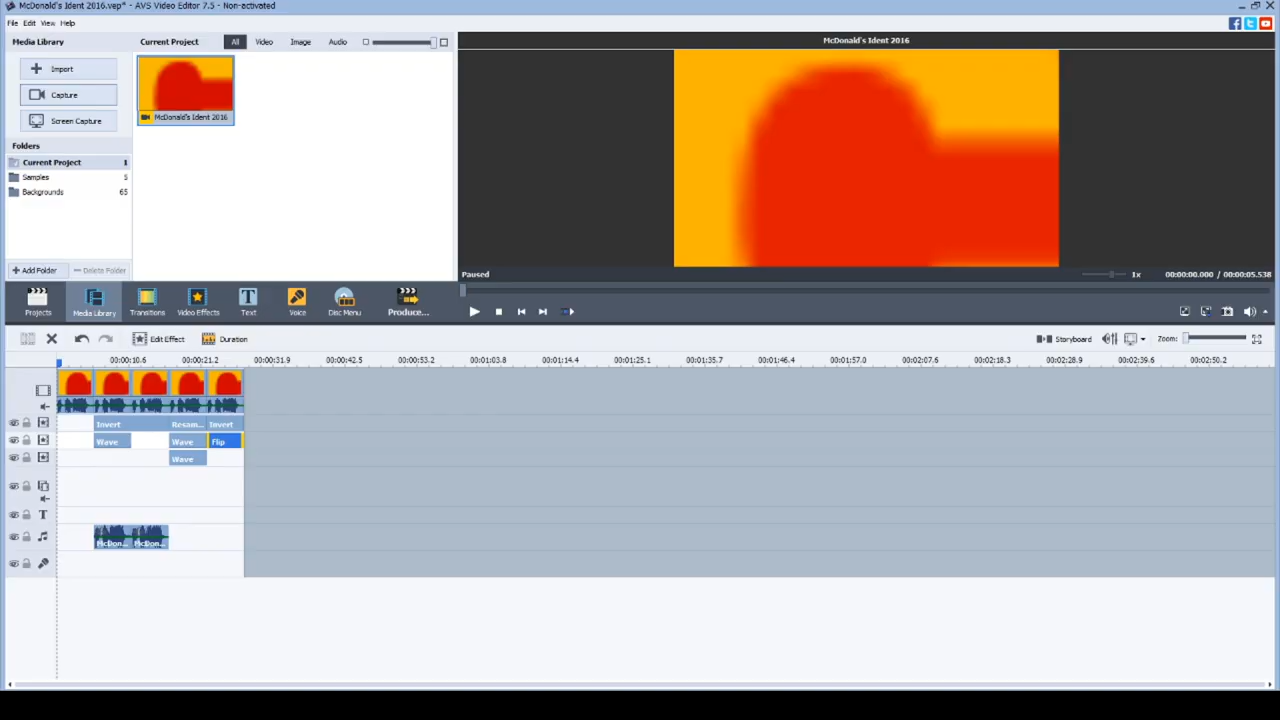 McDonald's Ident 2016.vep* - AVS Video Editor 7.5 - Non-activated
File Edit View Help
Media Library Current Project All Video Image Audio McDonald's Ident 2016
Import
Capture
Screen Capture
McDonald's Ident 2016
Folders
Current Project 1
Samples 5
Backgrounds 65
Add Folder Delete Folder
Paused 1x 00:00:00.000 / 00:00:05.538
Projects Media Library Transitions Video Effects Text Voice Disc Menu Produce...
Edit Effect Duration Storyboard Zoom:
00:00:10.6 00:00:21.2 00:00:31.9 00:00:42.5 00:00:53.2 00:01:03.8 00:01:14.4 00:01:25.1 00:01:35.7 00:01:46.4 00:01:57.0 00:02:07.6 00:02:18.3 00:02:28.9 00:02:39.6 00:02:50.2
Invert Resam... Invert
Wave Wave Flip
Wave
T
McDon... McDon...